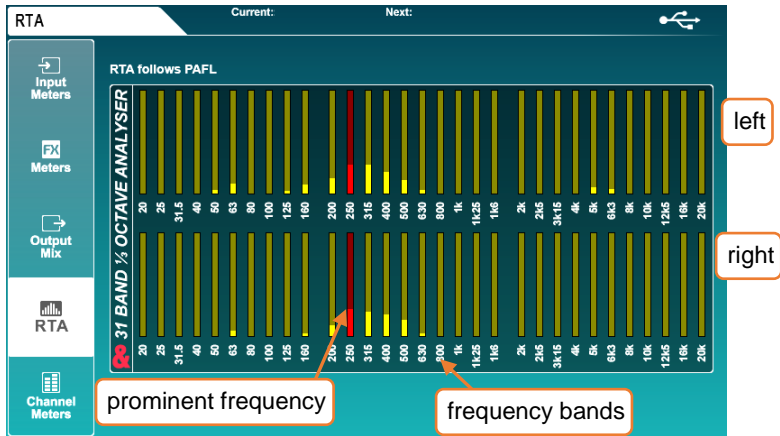 RTA
Current:
Next:
Input
Meters
FX
Meters
Output
Mix
RTA
Channel
Meters
RTA follows PAFL
& 31 BAND ⅓ OCTAVE ANALYSER
20 25 31.5 40 50 63 80 100 125 160 200 250 315 400 500 630 800 1k 1k25 1k6 2k 2k5 3k15 4k 5k 6k3 8k 10k 12k5 16k 20k
left
20 25 31.5 40 50 63 80 100 125 160 200 250 315 400 500 630 800 1k 1k25 1k6 2k 2k5 3k15 4k 5k 6k3 8k 10k 12k5 16k 20k
right
prominent frequency
frequency bands